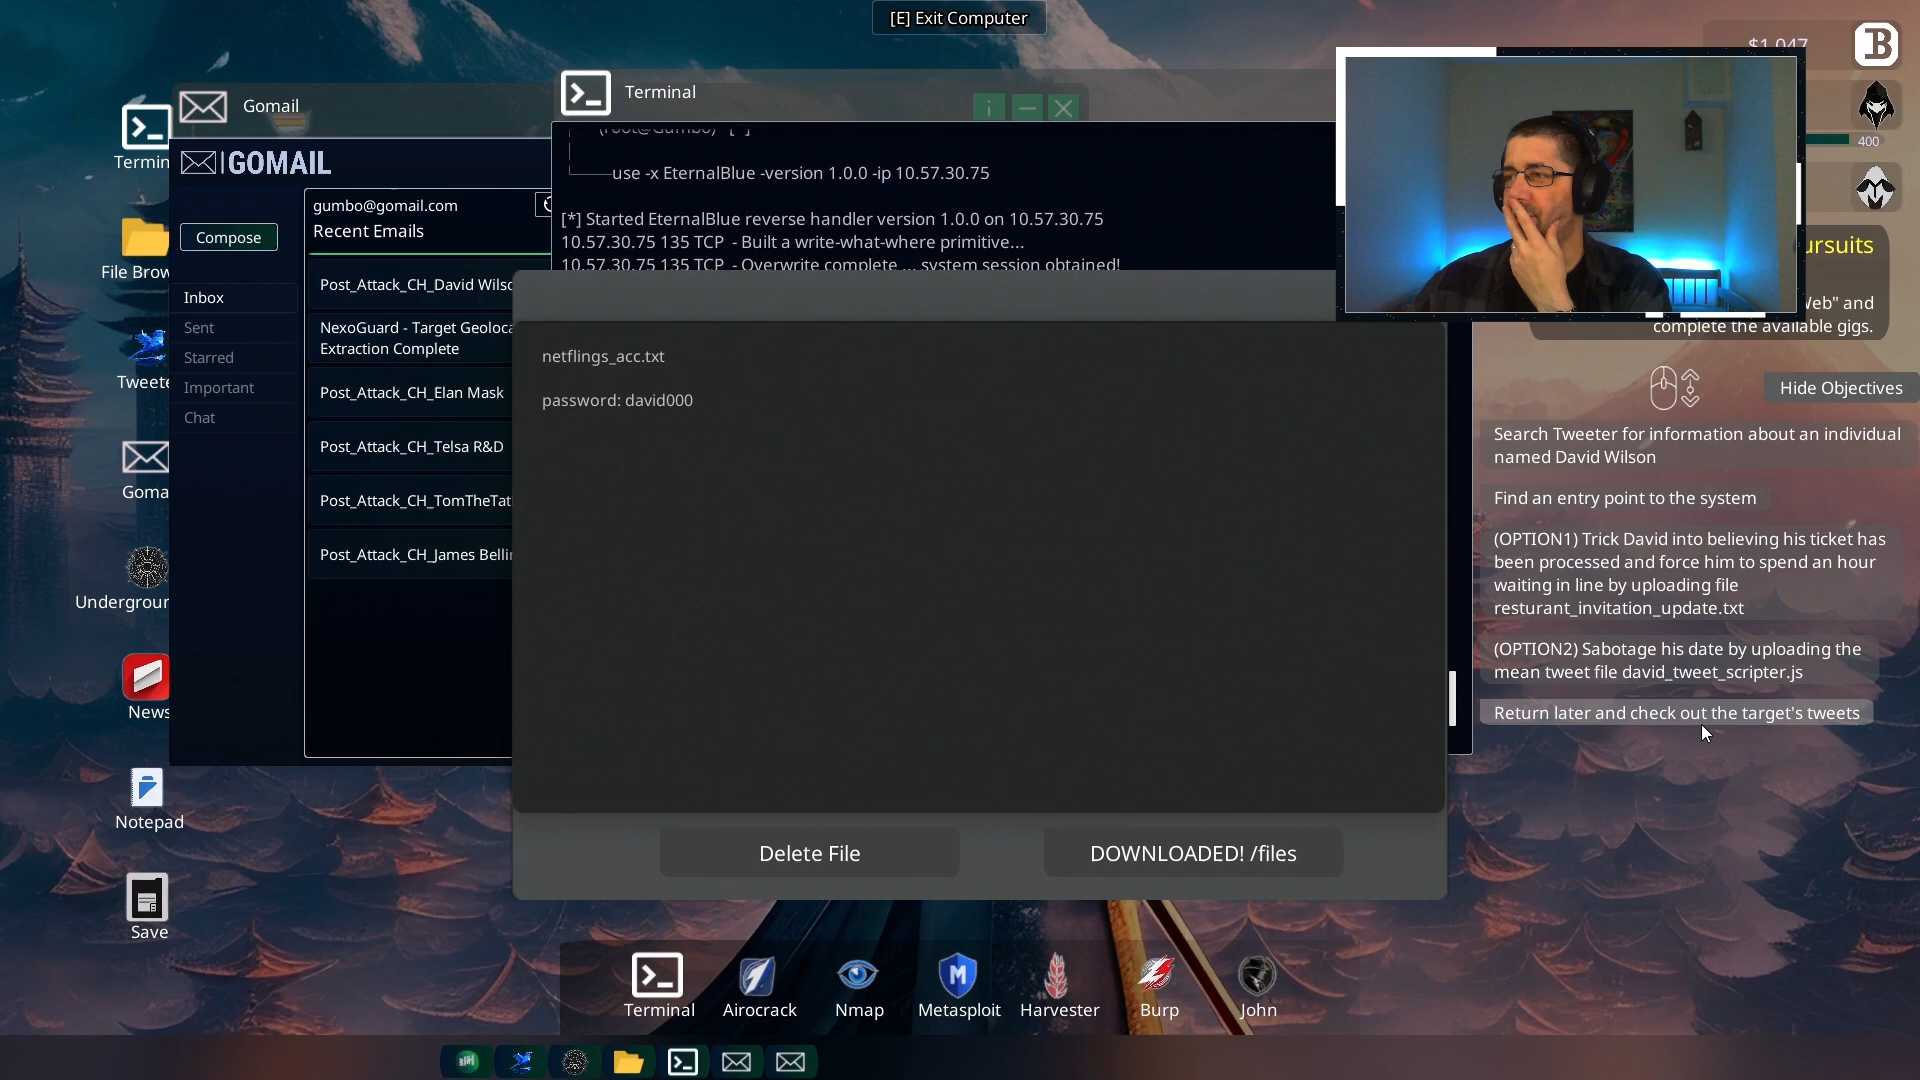 [E] Exit Computer
$1,047
B
400
Gomail
Terminal
GOMAIL
gumbo@gomail.com
Recent Emails
Compose
Inbox
Sent
Starred
Important
Chat
Post_Attack_CH_David Wilso
NexoGuard - Target Geoloca
Extraction Complete
Post_Attack_CH_Elan Mask
Post_Attack_CH_Telsa R&D
Post_Attack_CH_TomTheTat
Post_Attack_CH_James Bellin
(root@Gumbo)
use -x EternalBlue -version 1.0.0 -ip 10.57.30.75
[*] Started EternalBlue reverse handler version 1.0.0 on 10.57.30.75
10.57.30.75 135 TCP - Built a write-what-where primitive...
10.57.30.75 135 TCP - Overwrite complete ... system session obtained!
netflings_acc.txt
password: david000
Delete File
DOWNLOADED! /files
ursuits
Web" and
complete the available gigs.
Hide Objectives
Search Tweeter for information about an individual
named David Wilson
Find an entry point to the system
(OPTION1) Trick David into believing his ticket has
been processed and force him to spend an hour
waiting in line by uploading file
resturant_invitation_update.txt
(OPTION2) Sabotage his date by uploading the
mean tweet file david_tweet_scripter.js
Return later and check out the target's tweets
Termin
File Brow
Tweete
Goma
Undergroun
News
Notepad
Save
Terminal
Airocrack
Nmap
Metasploit
Harvester
Burp
John